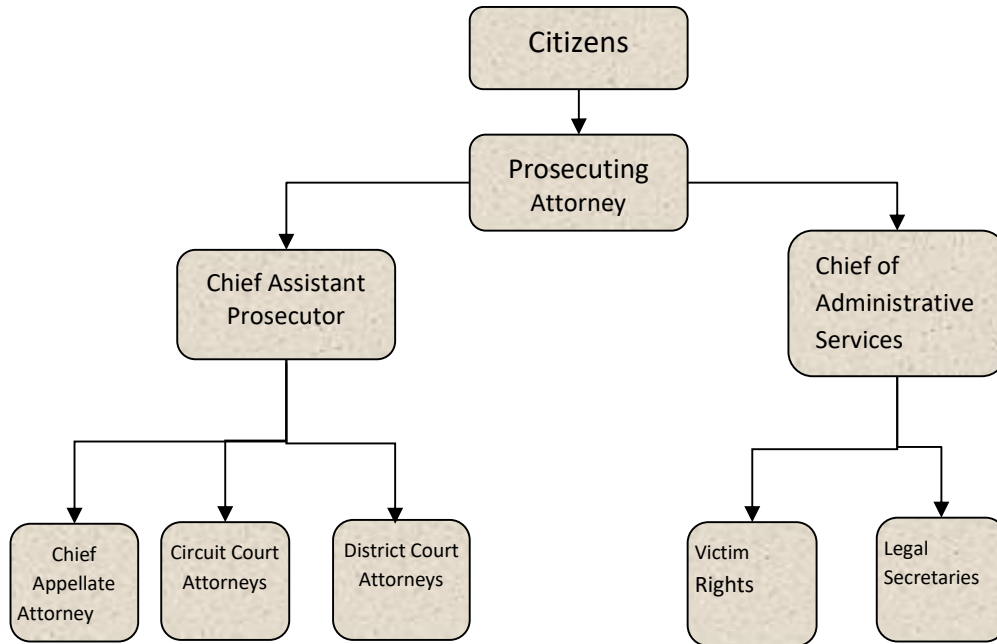 Citizens
Prosecuting
Attorney
Chief Assistant
Prosecutor
Chief of
Administrative
Services
Chief
Appellate
Attorney
Circuit Court
Attorneys
District Court
Attorneys
Victim
Rights
Legal
Secretaries